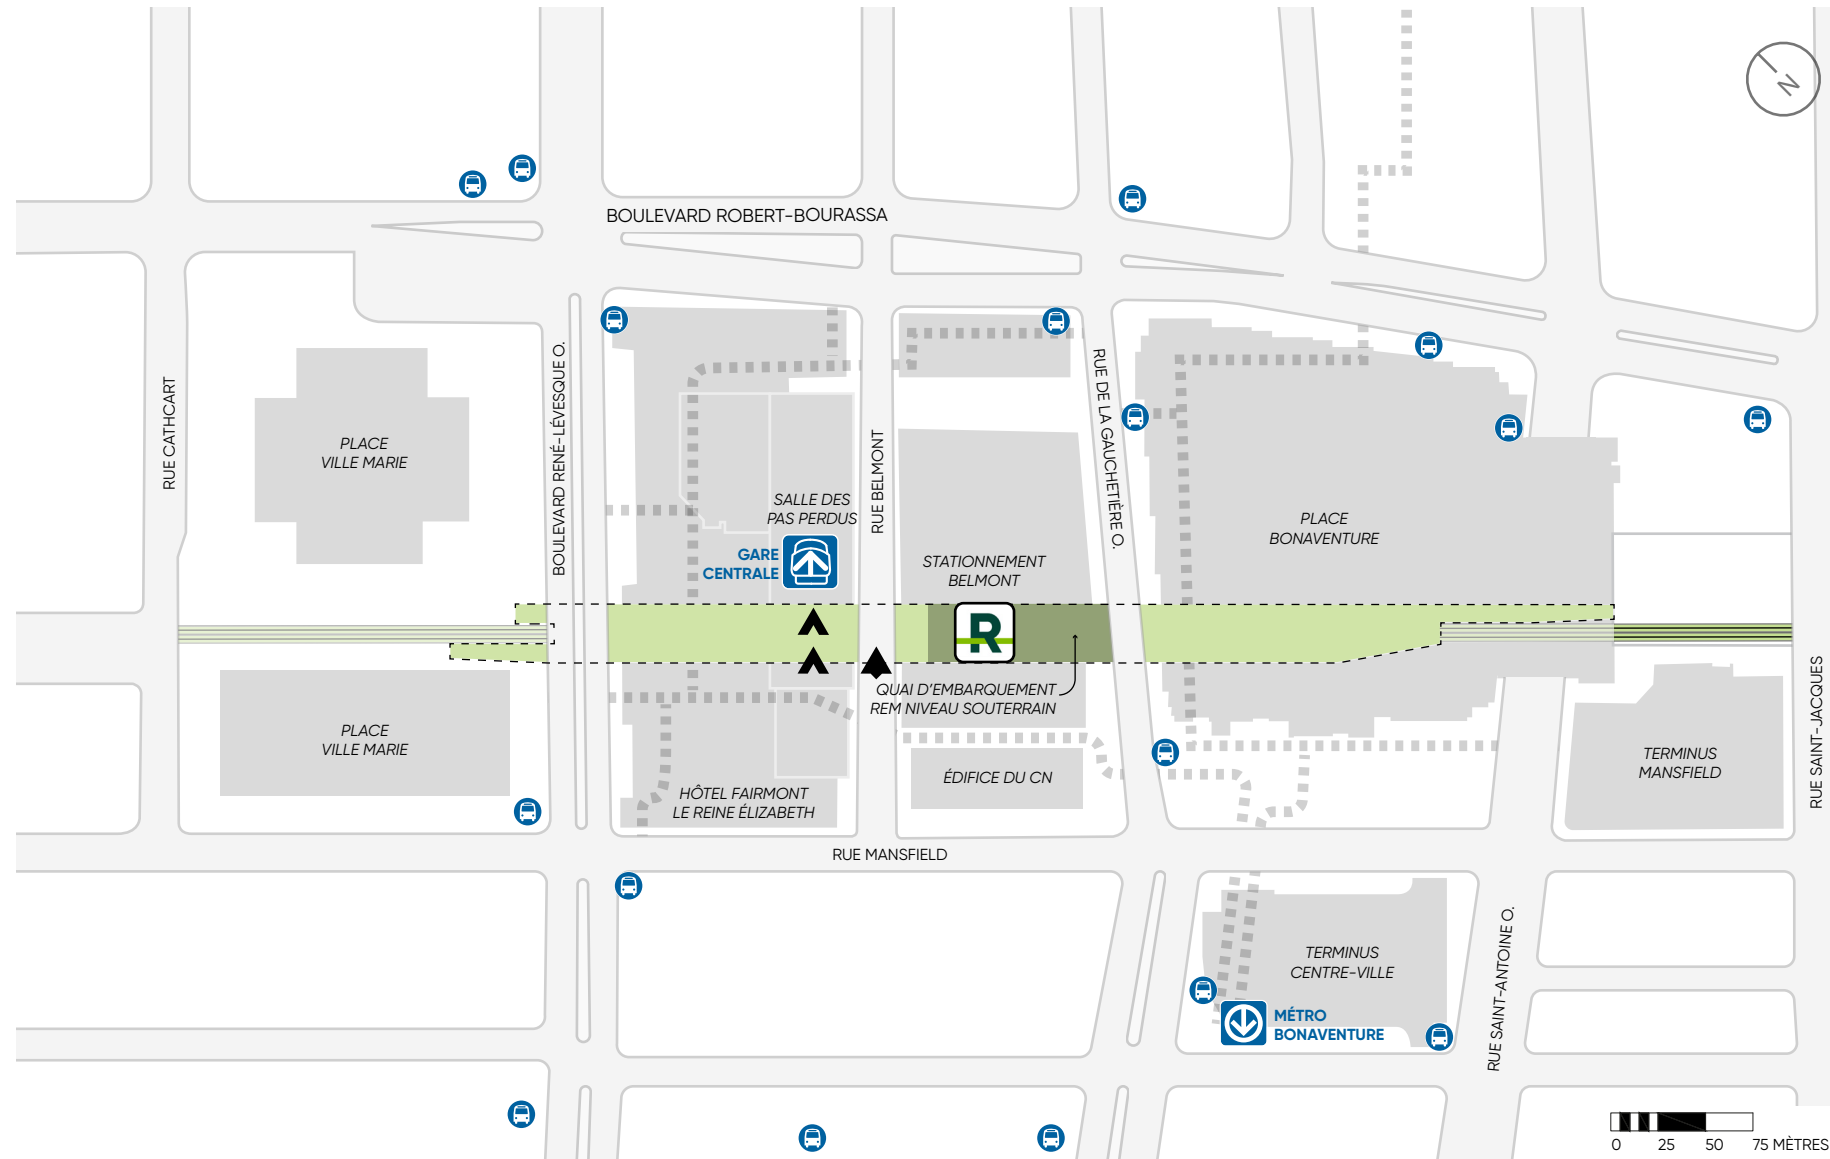 N
BOULEVARD ROBERT-BOURASSA
RUE CATHCART
BOULEVARD RENÉ-LÉVESQUE O.
RUE BELMONT
RUE DE LA GAUCHETIÈRE O.
PLACE
VILLE MARIE
SALLE DES
PAS PERDUS
GARE
CENTRALE
STATIONNEMENT
BELMONT
PLACE
BONAVENTURE
R
QUAI D'EMBARQUEMENT
REM NIVEAU SOUTERRAIN
PLACE
VILLE MARIE
HÔTEL FAIRMONT
LE REINE ÉLIZABETH
ÉDIFICE DU CN
TERMINUS
MANSFIELD
RUE SAINT-JACQUES
RUE MANSFIELD
TERMINUS
CENTRE-VILLE
MÉTRO
BONAVENTURE
RUE SAINT-ANTOINE O.
0 25 50 75 MÈTRES